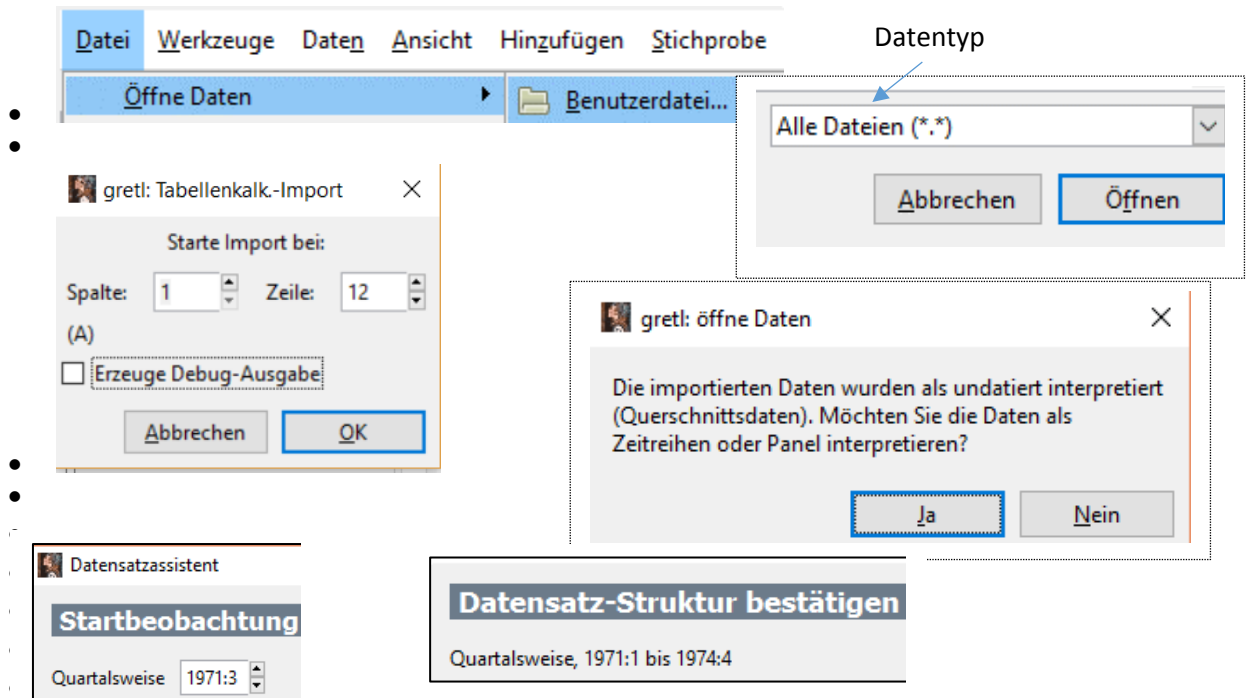 Datei Werkzeuge Daten Ansicht Hinzufügen Stichprobe
Öffne Daten
Benutzerdatei...
Datentyp
Alle Dateien (*.*)
Abbrechen Öffnen
gretl: Tabellenkalk.-Import
Starte Import bei:
Spalte: 1 Zeile: 12
(A)
Erzeuge Debug-Ausgabe
Abbrechen OK
gretl: öffne Daten
Die importierten Daten wurden als undatiert interpretiert
(Querschnittsdaten). Möchten Sie die Daten als
Zeitreihen oder Panel interpretieren?
Ja Nein
Datensatzassistent
Startbeobachtung
Quartalsweise 1971:3
Datensatz-Struktur bestätigen
Quartalsweise, 1971:1 bis 1974:4